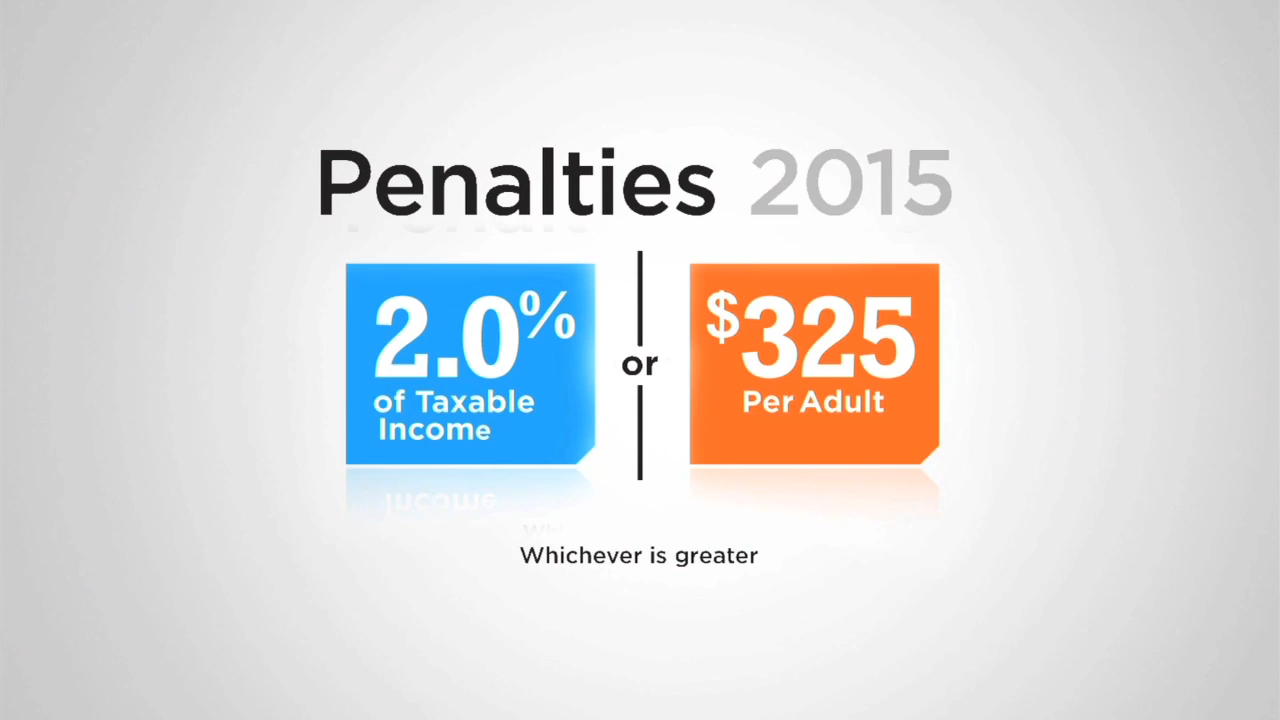 Penalties 2015
2.0%
of Taxable
Income
or
$325
Per Adult
Whichever is greater